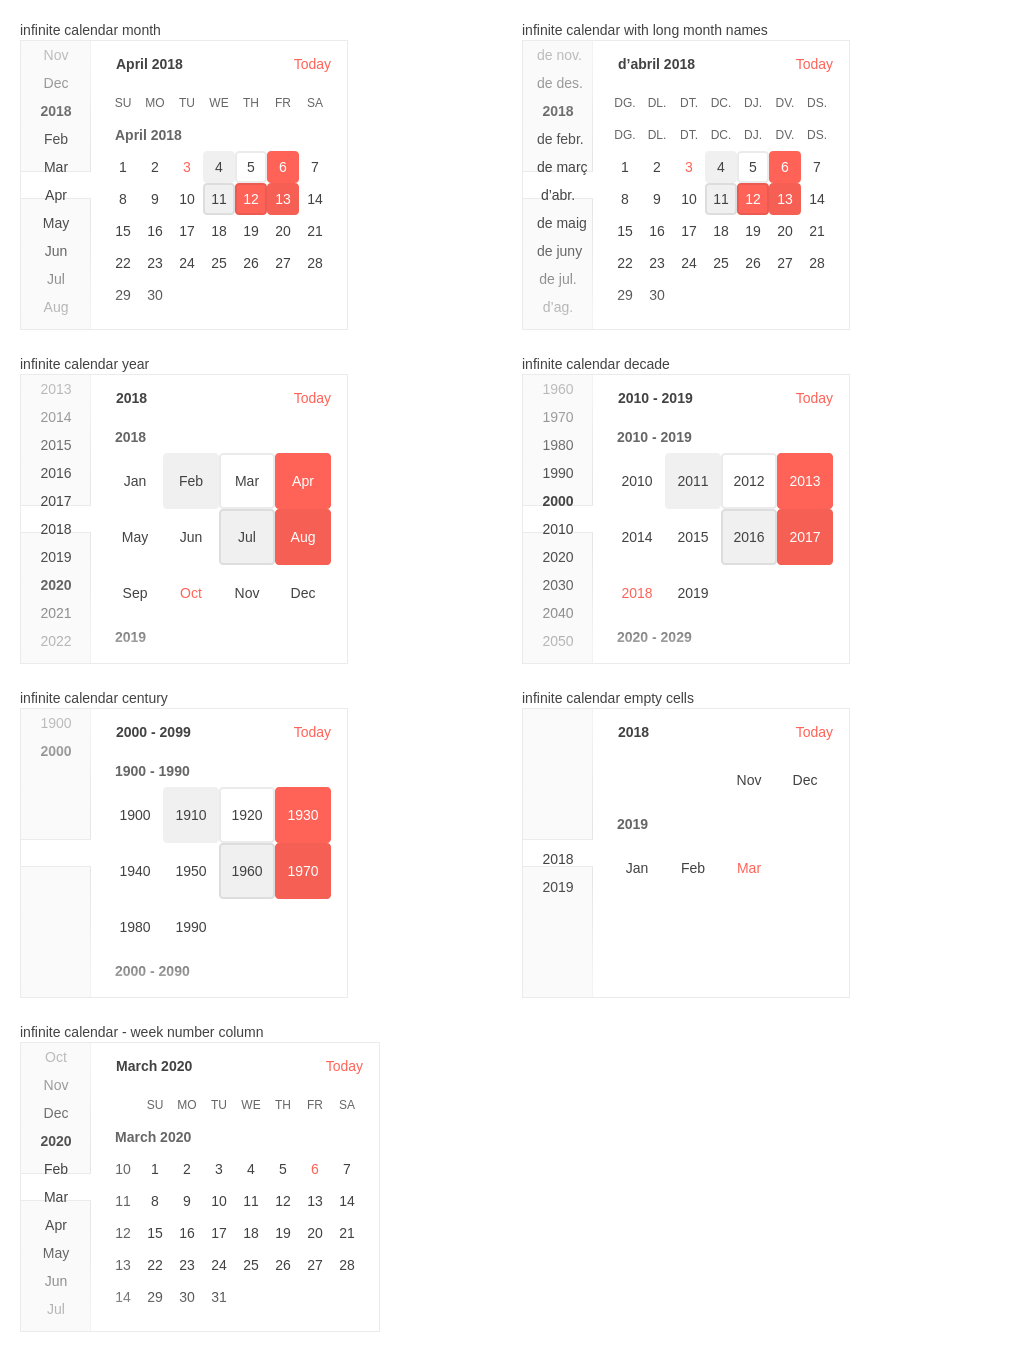 infinite calendar month
Nov
Dec
2018
Feb
Mar
Apr
May
Jun
Jul
Aug
April 2018 Today
SU MO TU WE TH FR SA
April 2018
1 2 3 4 5 6 7
8 9 10 11 12 13 14
15 16 17 18 19 20 21
22 23 24 25 26 27 28
29 30
infinite calendar with long month names
de nov.
de des.
2018
de febr.
de març
d’abr.
de maig
de juny
de jul.
d’ag.
d’abril 2018 Today
DG. DL. DT. DC. DJ. DV. DS.
DG. DL. DT. DC. DJ. DV. DS.
1 2 3 4 5 6 7
8 9 10 11 12 13 14
15 16 17 18 19 20 21
22 23 24 25 26 27 28
29 30
infinite calendar year
2013
2014
2015
2016
2017
2018
2019
2020
2021
2022
2018 Today
2018
Jan Feb Mar Apr
May Jun Jul Aug
Sep Oct Nov Dec
2019
infinite calendar decade
1960
1970
1980
1990
2000
2010
2020
2030
2040
2050
2010 - 2019 Today
2010 - 2019
2010 2011 2012 2013
2014 2015 2016 2017
2018 2019
2020 - 2029
infinite calendar century
1900
2000
2000 - 2099 Today
1900 - 1990
1900 1910 1920 1930
1940 1950 1960 1970
1980 1990
2000 - 2090
infinite calendar empty cells
2018
2019
2018 Today
Nov Dec
2019
Jan Feb Mar
infinite calendar - week number column
Oct
Nov
Dec
2020
Feb
Mar
Apr
May
Jun
Jul
March 2020 Today
SU MO TU WE TH FR SA
March 2020
10 1 2 3 4 5 6 7
11 8 9 10 11 12 13 14
12 15 16 17 18 19 20 21
13 22 23 24 25 26 27 28
14 29 30 31